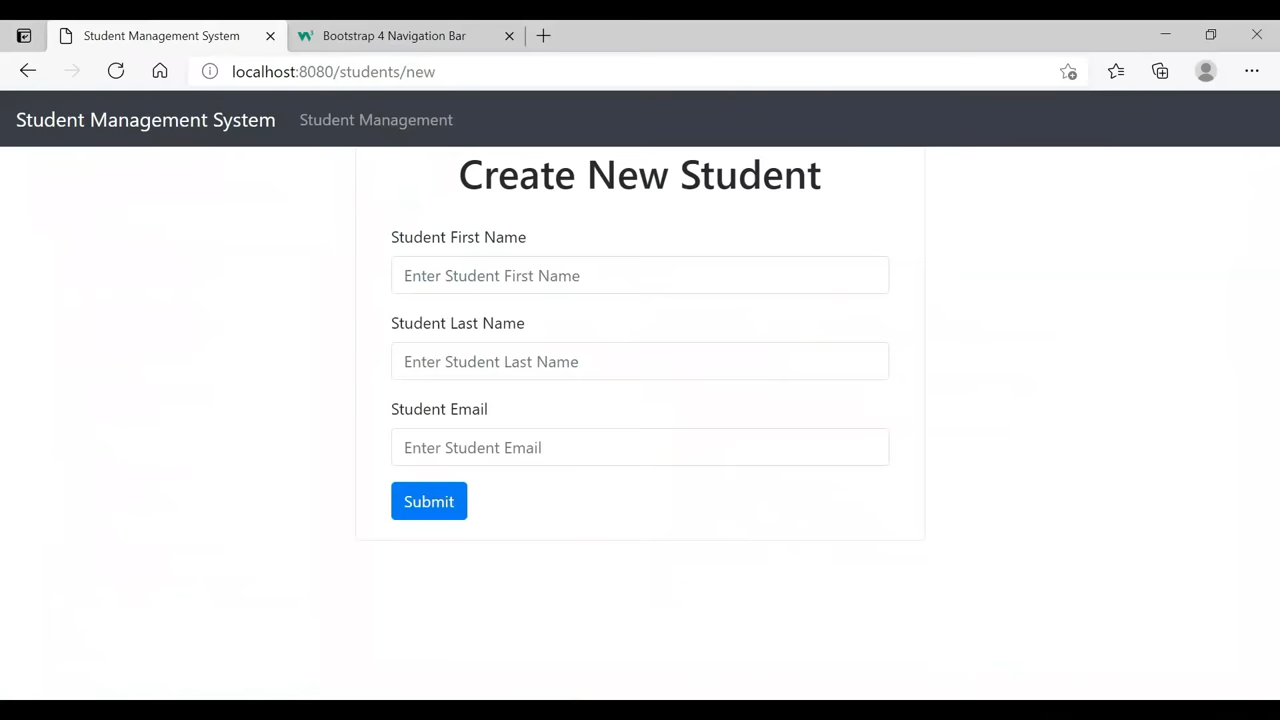 Student Management System
Bootstrap 4 Navigation Bar
localhost:8080/students/new
Student Management System Student Management
Create New Student
Student First Name
Enter Student First Name
Student Last Name
Enter Student Last Name
Student Email
Enter Student Email
Submit